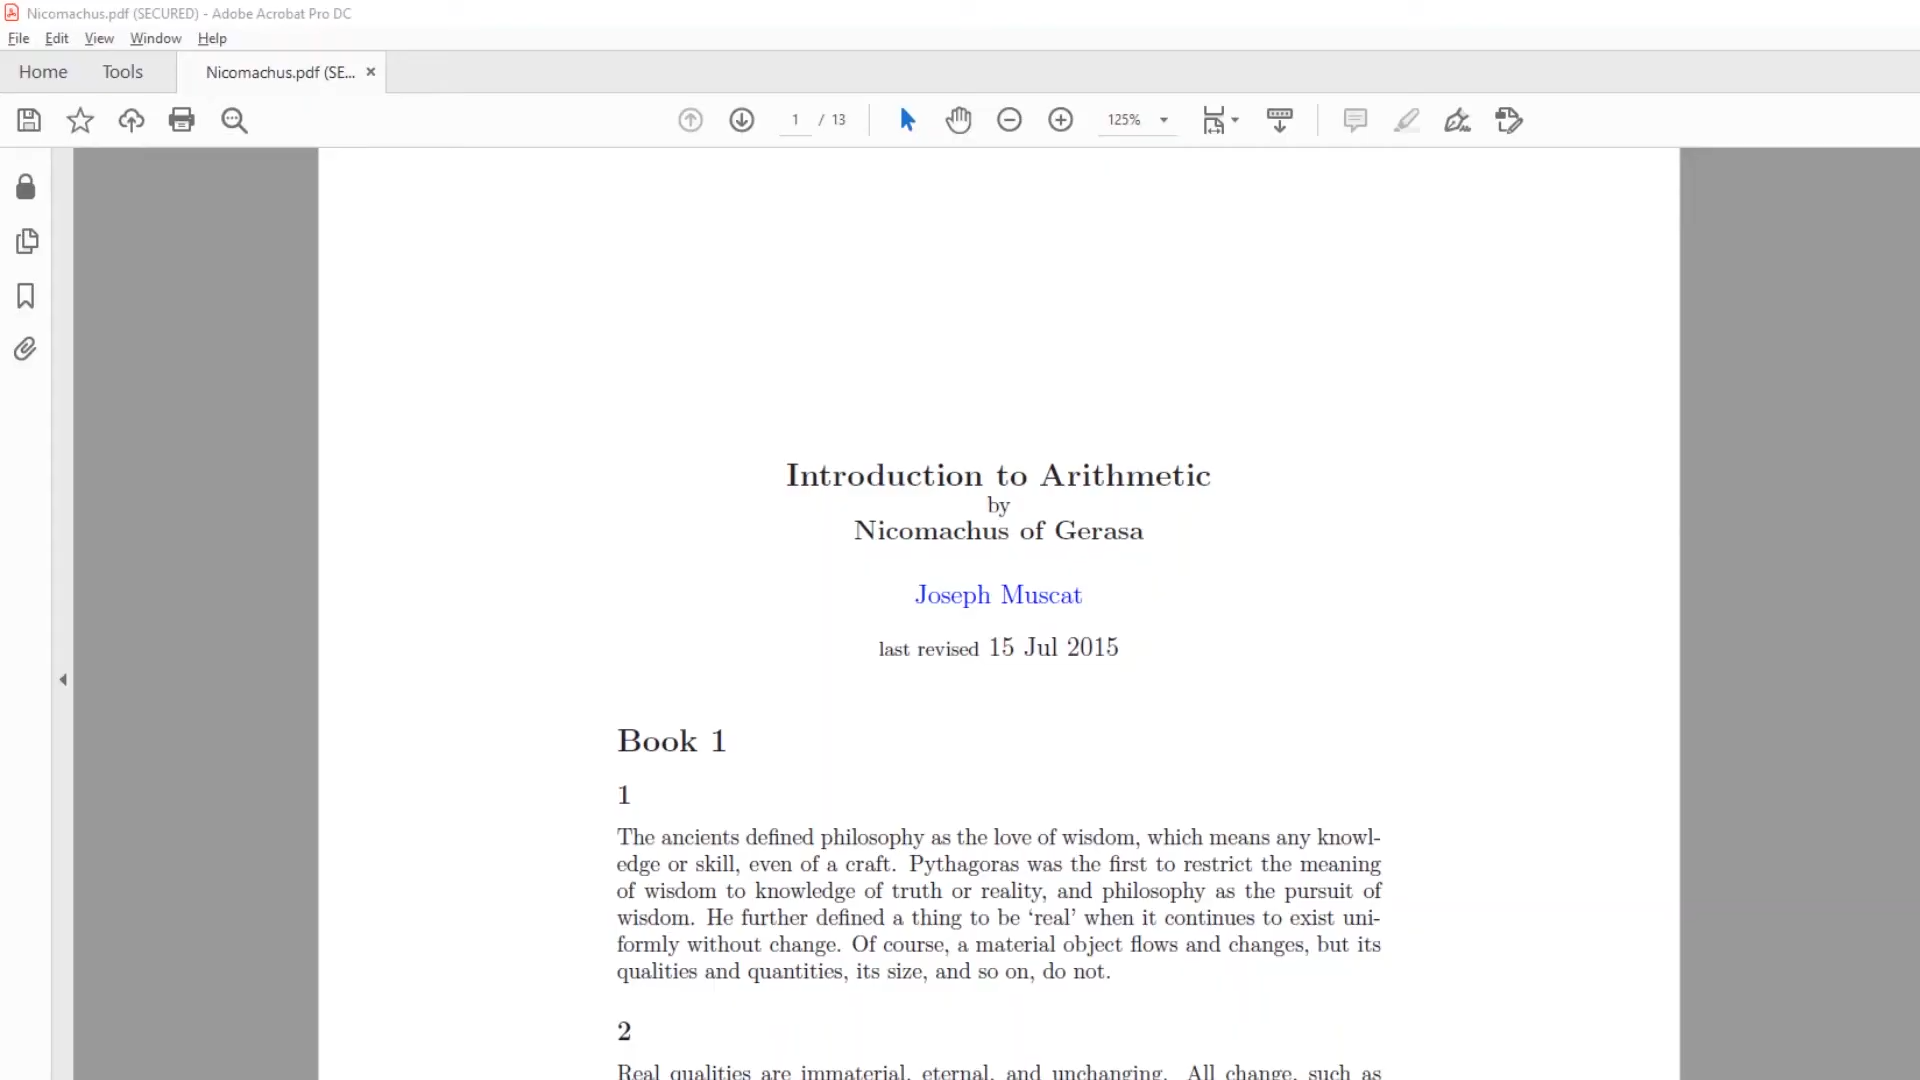 Nicomachus.pdf (SECURED) - Adobe Acrobat Pro DC
File Edit View Window Help
Home Tools Nicomachus.pdf (SE... ×
1 / 13 125%
Introduction to Arithmetic
by
Nicomachus of Gerasa
Joseph Muscat
last revised 15 Jul 2015
Book 1
1
The ancients defined philosophy as the love of wisdom, which means any knowl-
edge or skill, even of a craft. Pythagoras was the first to restrict the meaning
of wisdom to knowledge of truth or reality, and philosophy as the pursuit of
wisdom. He further defined a thing to be ‘real’ when it continues to exist uni-
formly without change. Of course, a material object flows and changes, but its
qualities and quantities, its size, and so on, do not.
2
Real qualities are immaterial, eternal, and unchanging. All change, such as